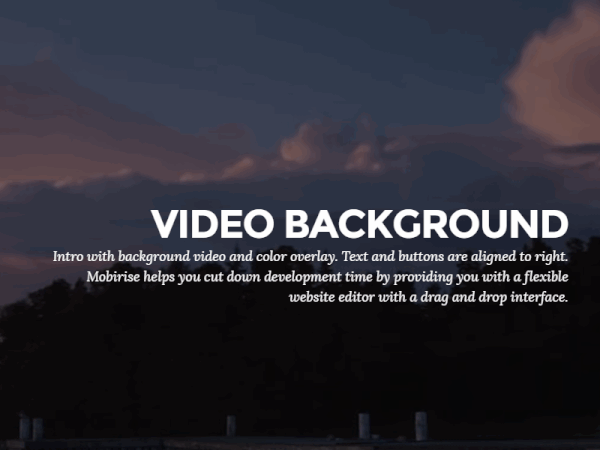 VIDEO BACKGROUND
Intro with background video and color overlay. Text and buttons are aligned to right.
Mobirise helps you cut down development time by providing you with a flexible
website editor with a drag and drop interface.